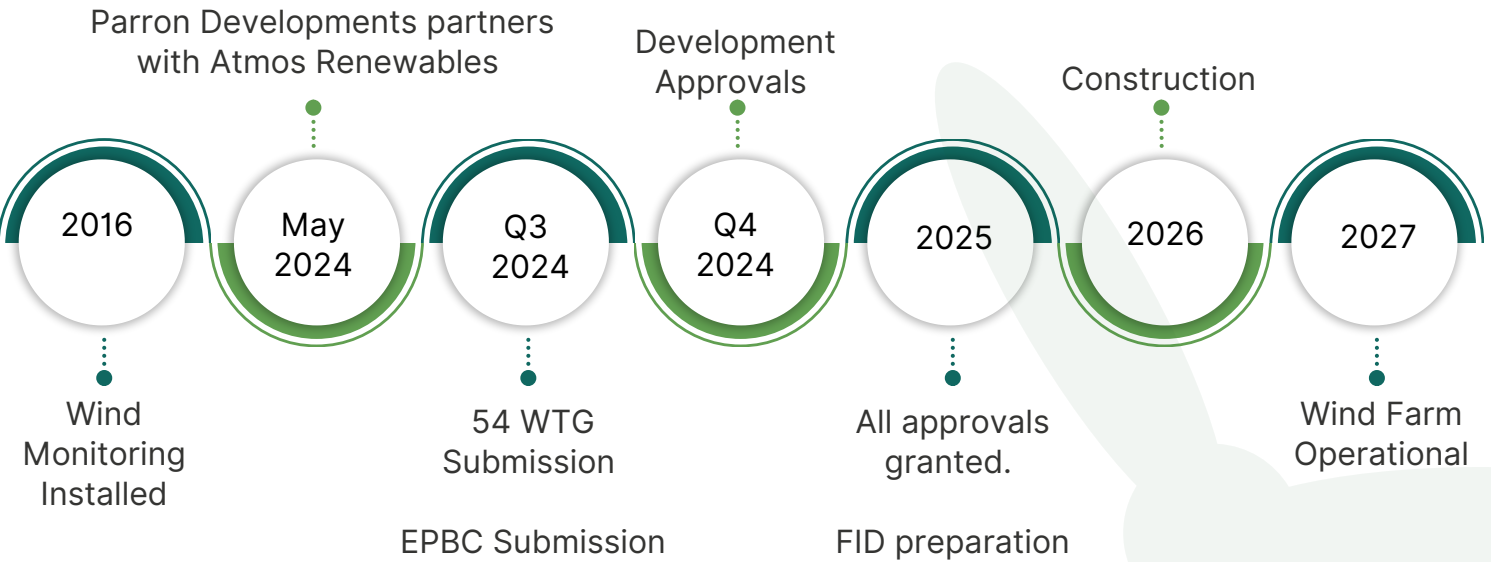 Parron Developments partners
with Atmos Renewables
Development
Approvals
Construction
2016
May
2024
Q3
2024
Q4
2024
2025
2026
2027
Wind
Monitoring
Installed
54 WTG
Submission
EPBC Submission
All approvals
granted.
FID preparation
Wind Farm
Operational